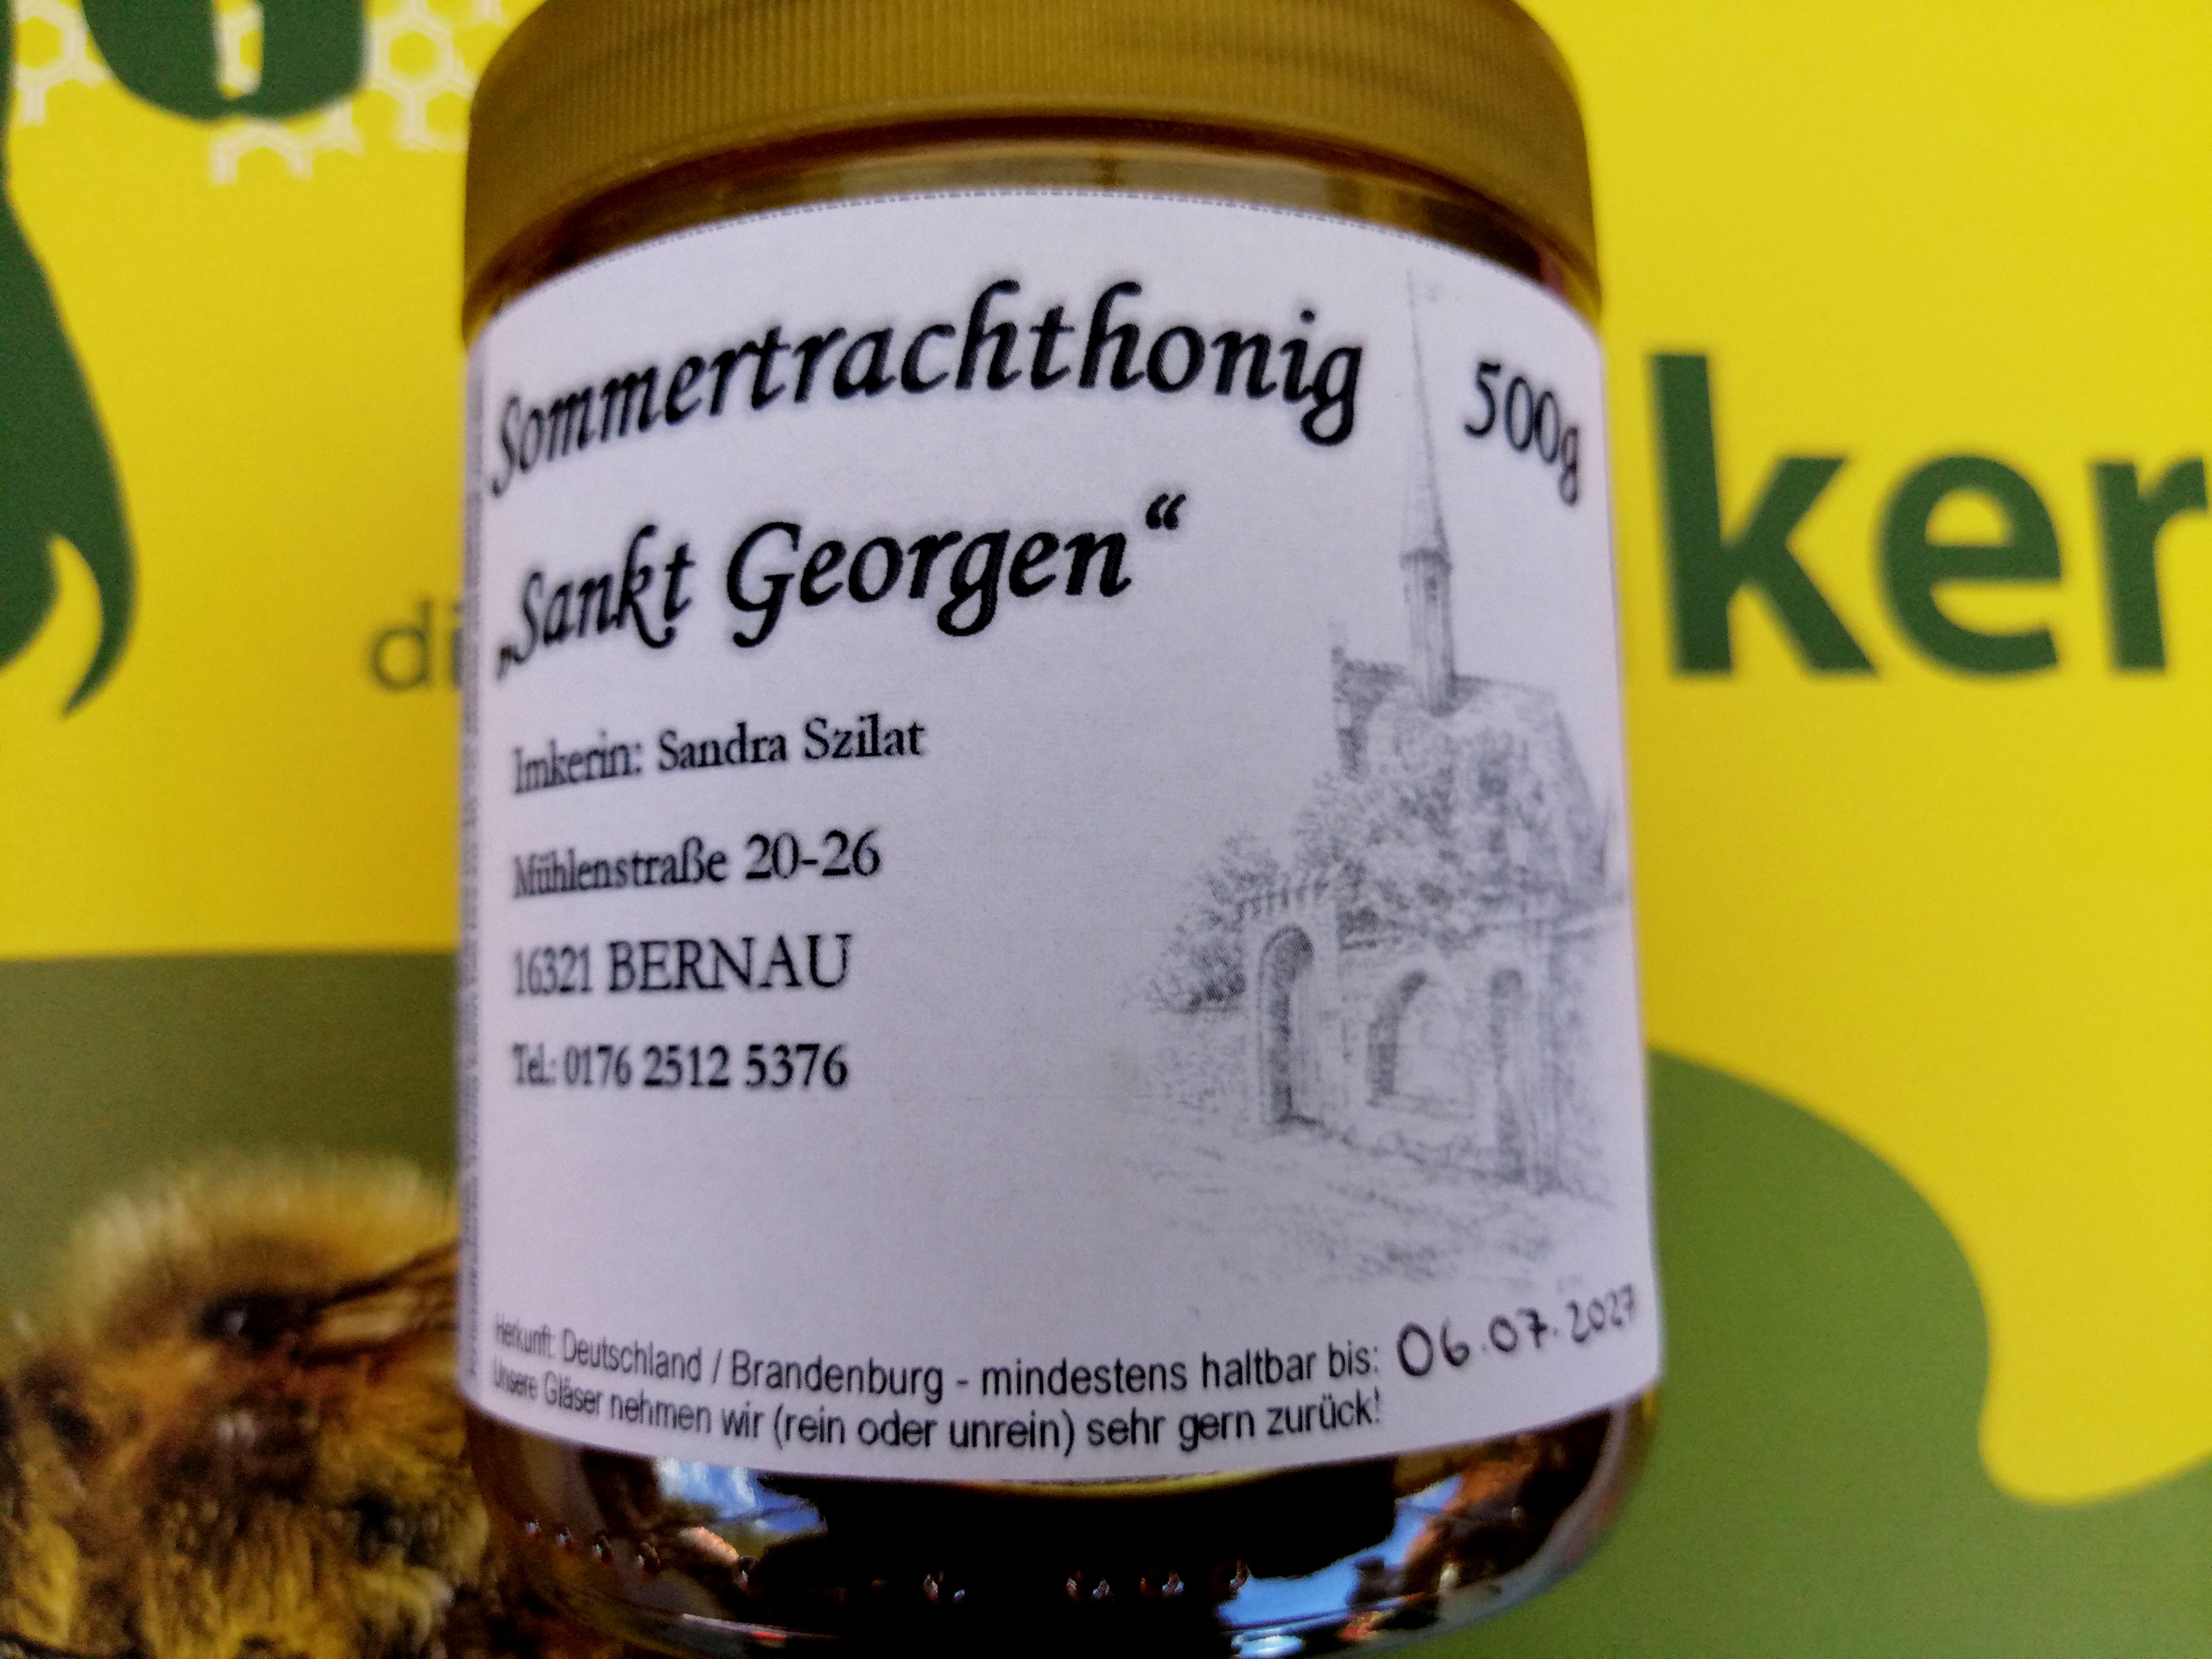 Sommertrachthonig 500g
„Sankt Georgen“
Imkerin: Sandra Szilat
Mühlenstraße 20-26
16321 BERNAU
Tel.: 0176 2512 5376
Herkunft: Deutschland / Brandenburg - mindestens haltbar bis: 06.07.2027
Unsere Gläser nehmen wir (rein oder unrein) sehr gern zurück!
di
ker